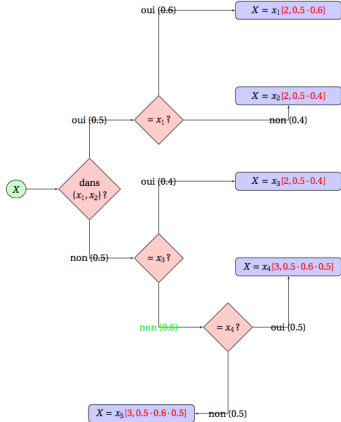 oui (0.6)
X = x₁[2, 0.5 · 0.6]
X = x₂[2, 0.5 · 0.4]
oui (0.5)
= x₁ ?
non (0.4)
X
dans
{x₁, x₂} ?
oui (0.4)
X = x₃[2, 0.5 · 0.4]
non (0.5)
= x₃ ?
X = x₄[3, 0.5 · 0.6 · 0.5]
non (0.6)
= x₄ ?
oui (0.5)
X = x₅[3, 0.5 · 0.6 · 0.5]
non (0.5)